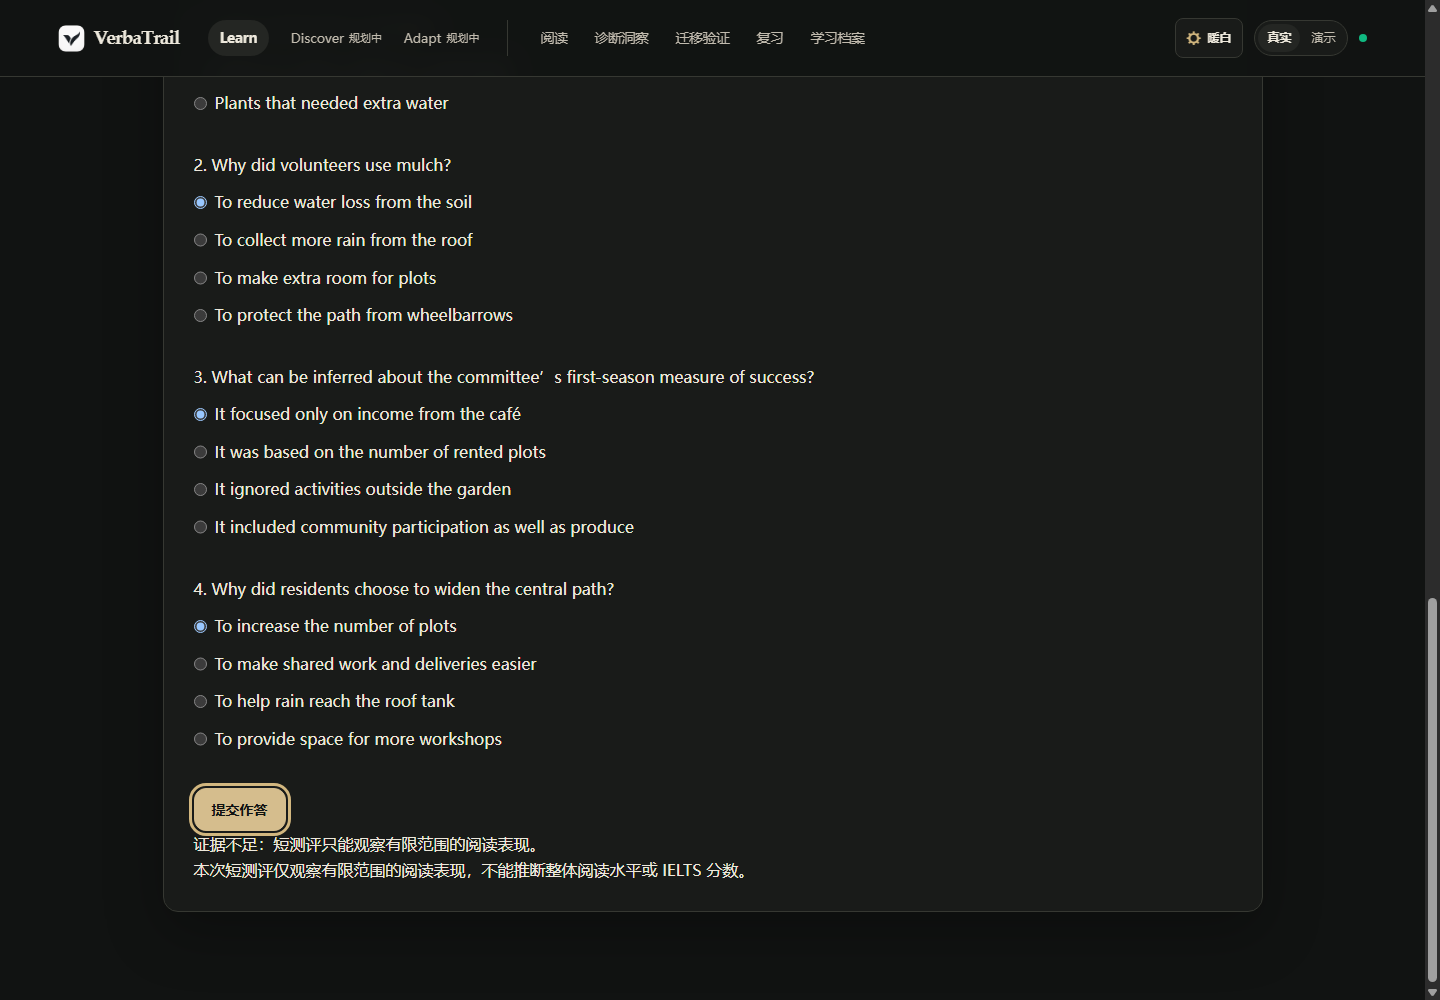 VerbaTrail Learn Discover 规划中 Adapt 规划中 阅读 诊断洞察 迁移验证 复习 学习档案 暖白 真实 演示
Plants that needed extra water
2. Why did volunteers use mulch?
To reduce water loss from the soil
To collect more rain from the roof
To make extra room for plots
To protect the path from wheelbarrows
3. What can be inferred about the committee’s first-season measure of success?
It focused only on income from the café
It was based on the number of rented plots
It ignored activities outside the garden
It included community participation as well as produce
4. Why did residents choose to widen the central path?
To increase the number of plots
To make shared work and deliveries easier
To help rain reach the roof tank
To provide space for more workshops
提交作答
证据不足：短测评只能观察有限范围的阅读表现。
本次短测评仅观察有限范围的阅读表现，不能推断整体阅读水平或 IELTS 分数。